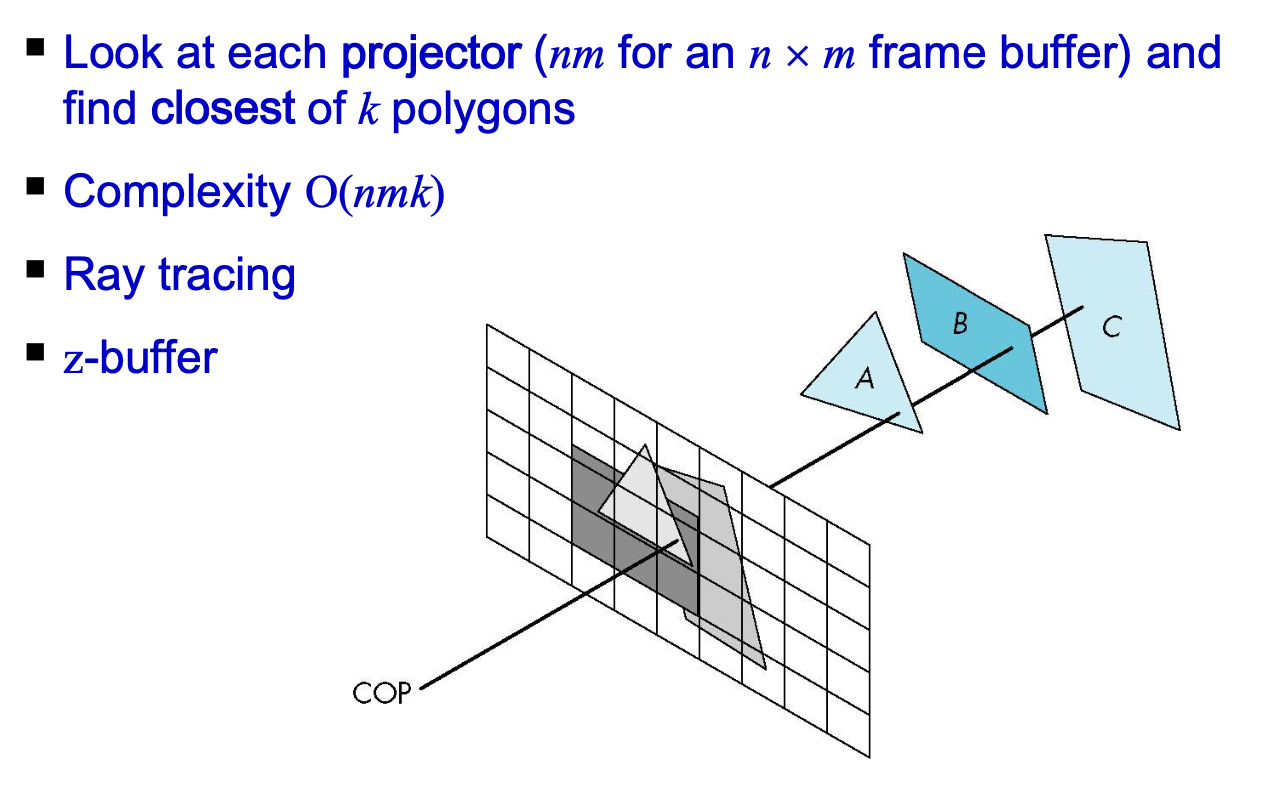 Look at each projector (nm for an n × m frame buffer) and
find closest of k polygons
Complexity O(nmk)
Ray tracing
z-buffer
A
B
C
COP